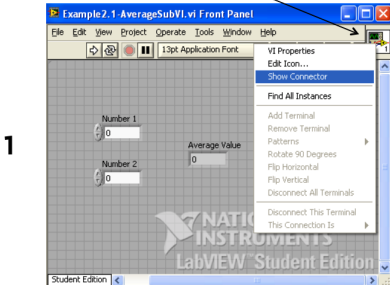 Example2.1-AverageSubVI.vi Front Panel
File Edit View Project Operate Tools Window Help
13pt Application Font
1
VI Properties
Edit Icon...
Show Connector
Find All Instances
Add Terminal
Remove Terminal
Patterns
Rotate 90 Degrees
Flip Horizontal
Flip Vertical
Disconnect All Terminals
Disconnect This Terminal
This Connection Is
Number 1
0
Average Value
0
1
Number 2
0
NATIO
INSTRUMENTS
LabVIEW Student Edition
Student Edition